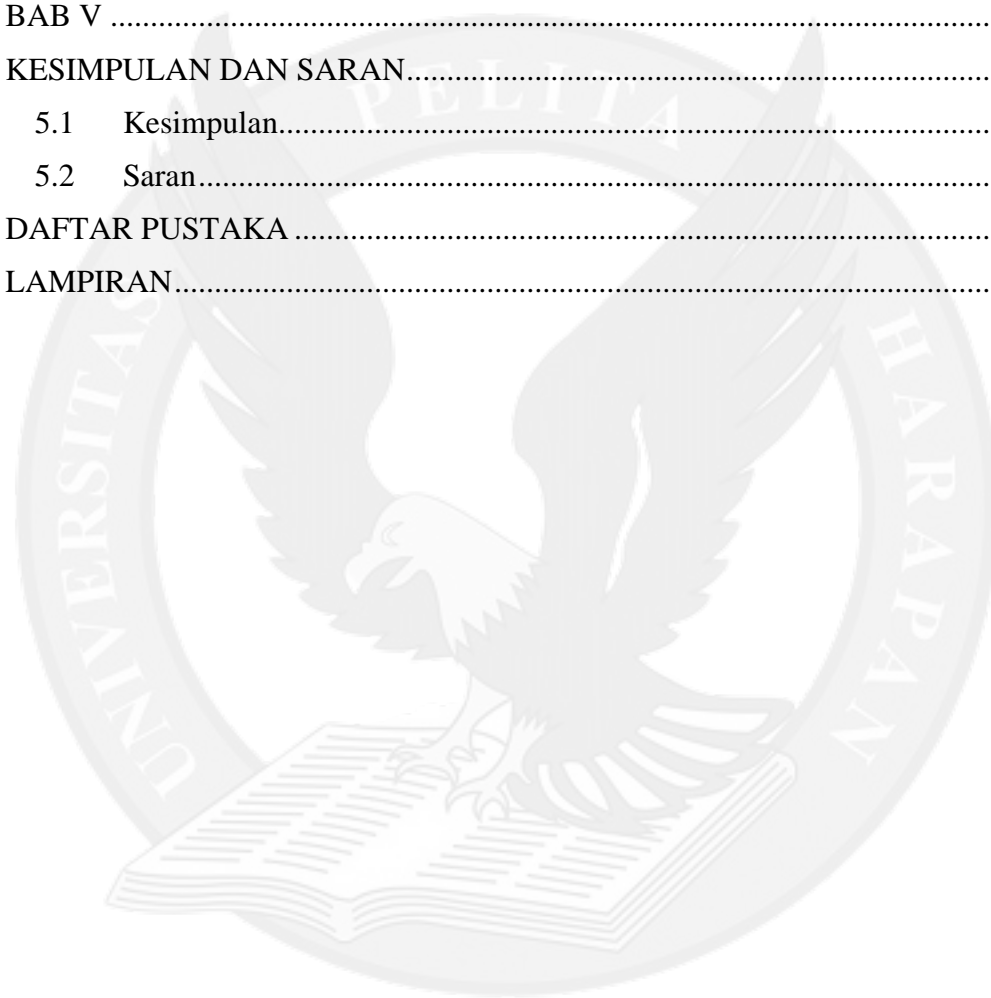 BAB V ................................................................................................................
KESIMPULAN DAN SARAN..........................................................................
5.1 Kesimpulan..........................................................................................
5.2 Saran....................................................................................................
DAFTAR PUSTAKA ........................................................................................
LAMPIRAN.......................................................................................................
UNIVERSITAS PELITA HARAPAN